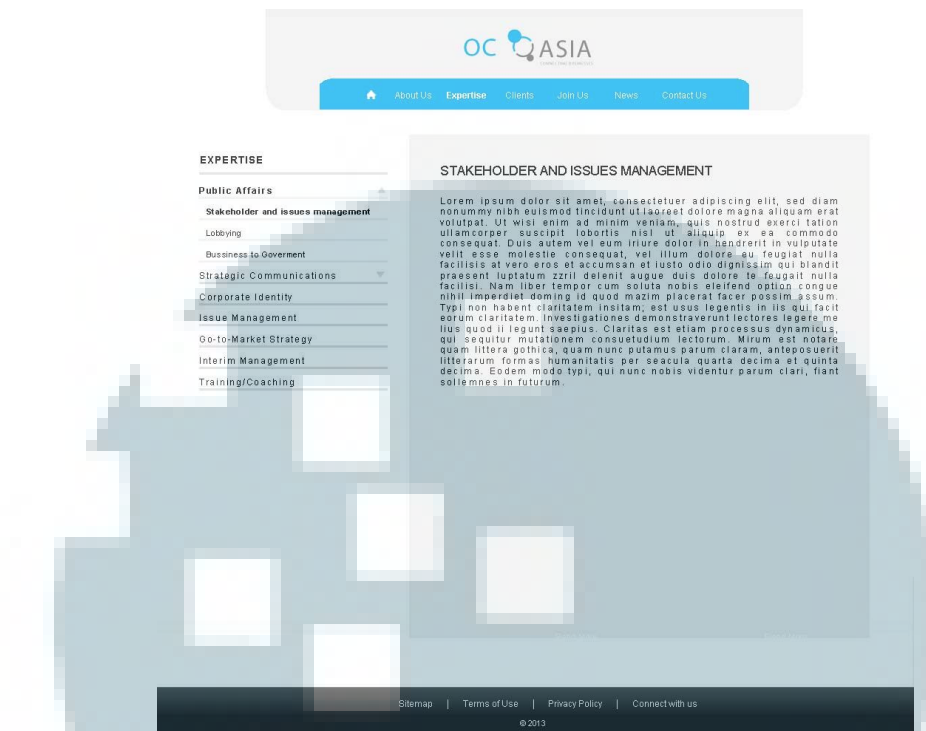 OC ASIA
About Us Expertise Clients Join Us News Contact Us
EXPERTISE
Public Affairs
Stakeholder and issues management
Lobbying
Bussiness to Goverment
Strategic Communications
Corporate Identity
Issue Management
Go-to-Market Strategy
Interim Management
Training/Coaching
STAKEHOLDER AND ISSUES MANAGEMENT
Lorem ipsum dolor sit amet, consectetuer adipiscing elit, sed diam
nonummy nibh euismod tincidunt ut laoreet dolore magna aliquam erat
volutpat. Ut wisi enim ad minim veniam, quis nostrud exerci tation
ullamcorper suscipit lobortis nisl ut aliquip ex ea commodo
consequat. Duis autem vel eum iriure dolor in hendrerit in vulputate
velit esse molestie consequat, vel illum dolore eu feugiat nulla
facilisis at vero eros et accumsan et iusto odio dignissim qui blandit
praesent luptatum zzril delenit augue duis dolore te feugait nulla
facilisi. Nam liber tempor cum soluta nobis eleifend option congue
nihil imperdiet doming id quod mazim placerat facer possim assum.
Typi non habent claritatem insitam; est usus legentis in iis qui facit
eorum claritatem. Investigationes demonstraverunt lectores legere me
lius quod ii legunt saepius. Claritas est etiam processus dynamicus,
qui sequitur mutationem consuetudium lectorum. Mirum est notare
quam littera gothica, quam nunc putamus parum claram, anteposuerit
litterarum formas humanitatis per seacula quarta decima et quinta
decima. Eodem modo typi, qui nunc nobis videntur parum clari, fiant
sollemnes in futurum.
Sitemap | Terms of Use | Privacy Policy | Connect with us
© 2013